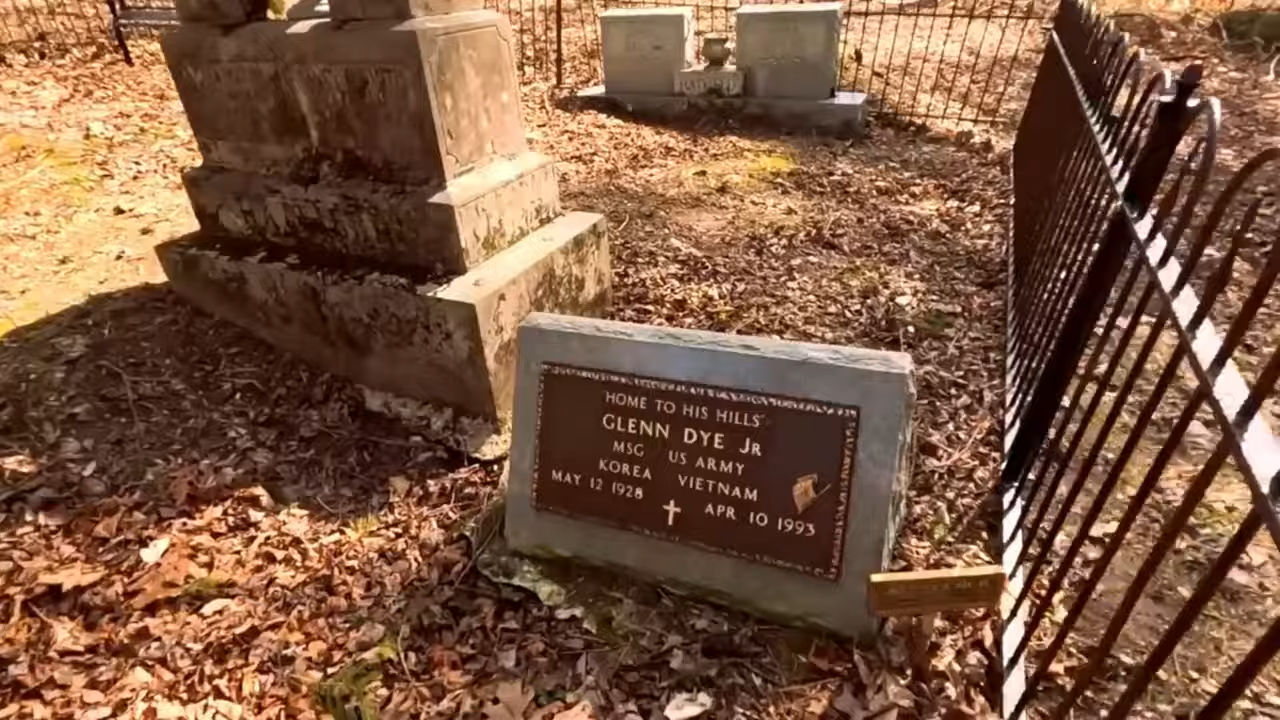 HOME TO HIS HILLS
GLENN DYE JR
MSG US ARMY
KOREA VIETNAM
MAY 12 1928 APR 10 1993